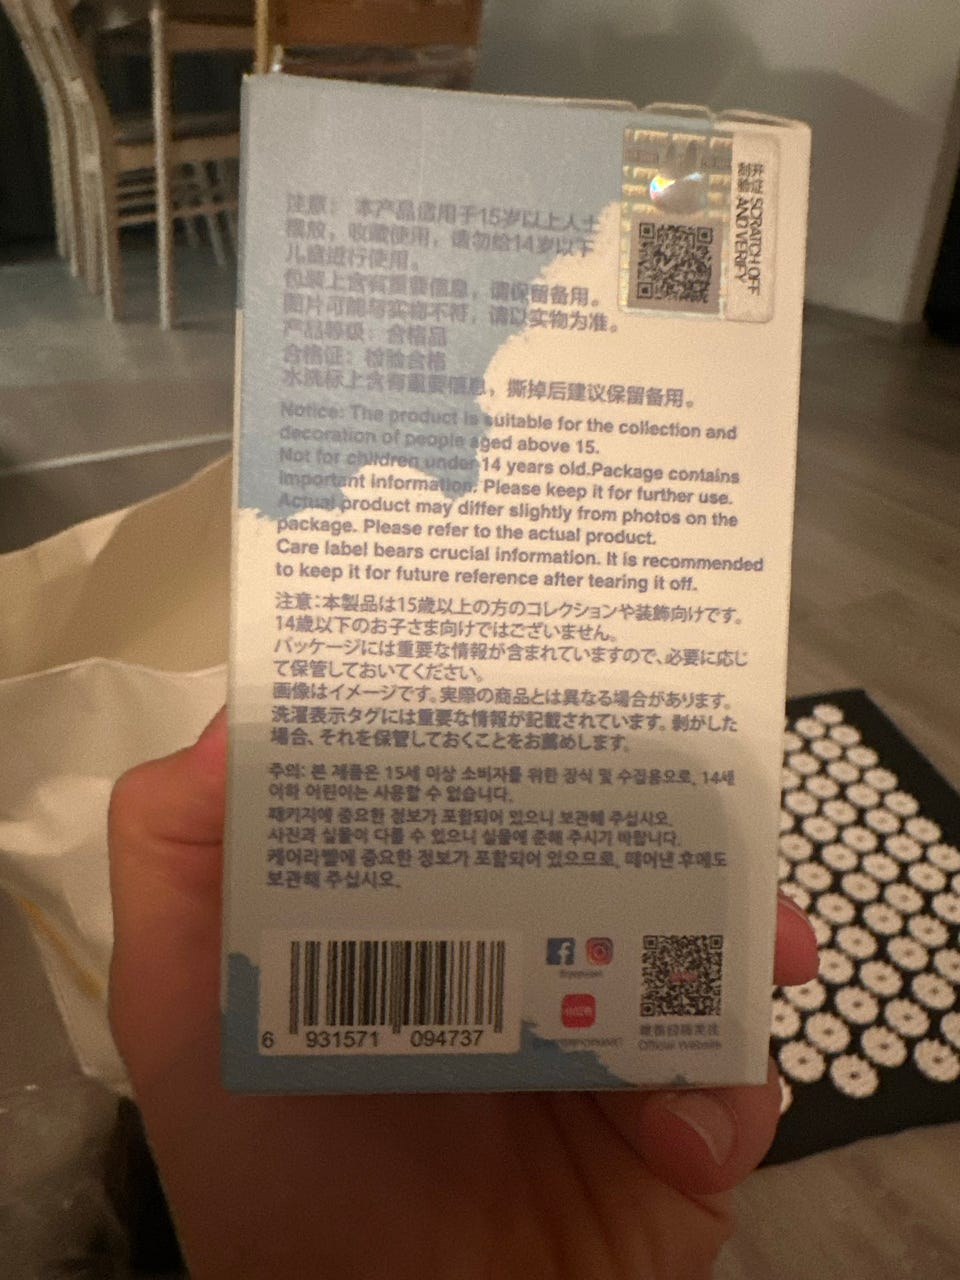 注意： 本产品适用于15岁以上人士
摆放，收藏使用，请勿给14岁以下
儿童进行使用。
包装上含有重要信息，请保留备用。
图片可能与实物不符，请以实物为准。
产品等级：合格品
合格证：检验合格
水洗标上含有重要信息，撕掉后建议保留备用。
Notice: The product is suitable for the collection and
decoration of people aged above 15.
Not for children under 14 years old.Package contains
important information. Please keep it for further use.
Actual product may differ slightly from photos on the
package. Please refer to the actual product.
Care label bears crucial information. It is recommended
to keep it for future reference after tearing it off.
注意：本製品は15歳以上の方のコレクションや装飾向けです。
14歳以下のお子さま向けではございません。
パッケージには重要な情報が含まれていますので、必要に応じ
て保管しておいてください。
画像はイメージです。実際の商品とは異なる場合があります。
洗濯表示タグには重要な情報が記載されています。剥がした
場合、それを保管しておくことをお薦めします。
주의: 본 제품은 15세 이상 소비자를 위한 장식 및 수집용으로, 14세
이하 어린이는 사용할 수 없습니다.
패키지에 중요한 정보가 포함되어 있으니 보관해 주십시오.
사진과 실물이 다를 수 있으니 실물에 준해 주시기 바랍니다.
케어라벨에 중요한 정보가 포함되어 있으므로, 떼어낸 후에도
보관해 주십시오.
刮开
验证
SCRATCH OFF
AND VERIFY
6 931571 094737
小红书
Official Website